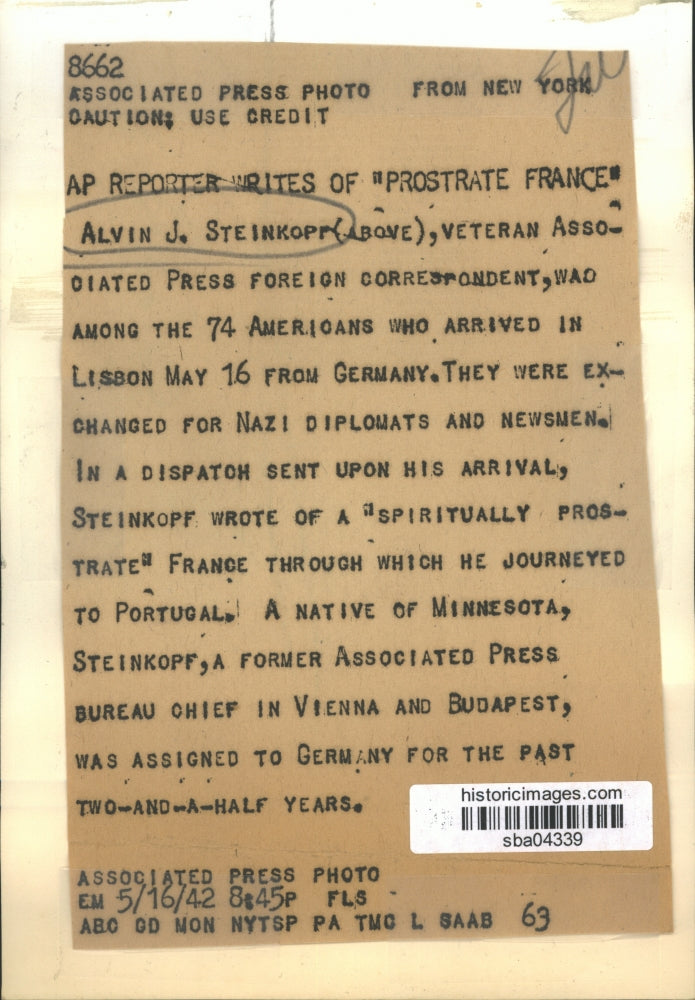 8662
ASSOCIATED PRESS PHOTO FROM NEW YORK
CAUTION: USE CREDIT
AP REPORTER WRITES OF "PROSTRATE FRANCE"
ALVIN J. STEINKOPF (ABOVE), VETERAN ASSO-
CIATED PRESS FOREIGN CORRESPONDENT, WAS
AMONG THE 74 AMERICANS WHO ARRIVED IN
LISBON MAY 16 FROM GERMANY. THEY WERE EX-
CHANGED FOR NAZI DIPLOMATS AND NEWSMEN.
IN A DISPATCH SENT UPON HIS ARRIVAL,
STEINKOPF WROTE OF A "SPIRITUALLY PROS-
TRATE" FRANCE THROUGH WHICH HE JOURNEYED
TO PORTUGAL. A NATIVE OF MINNESOTA,
STEINKOPF, A FORMER ASSOCIATED PRESS
BUREAU CHIEF IN VIENNA AND BUDAPEST,
WAS ASSIGNED TO GERMANY FOR THE PAST
TWO-AND-A-HALF YEARS.
historicimages.com
sba04339
ASSOCIATED PRESS PHOTO
EM 5/16/42 8:45P FLS
ABC GD MON NYTSP PA TMC L SAAB 63